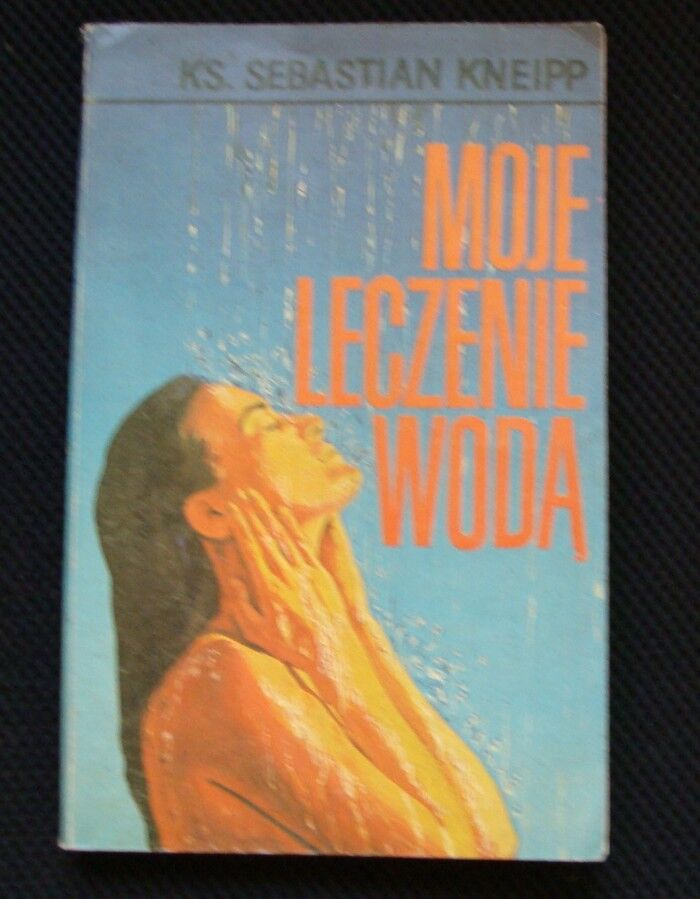 KS. SEBASTIAN KNEIPP
MOJE
LECZENIE
WODĄ